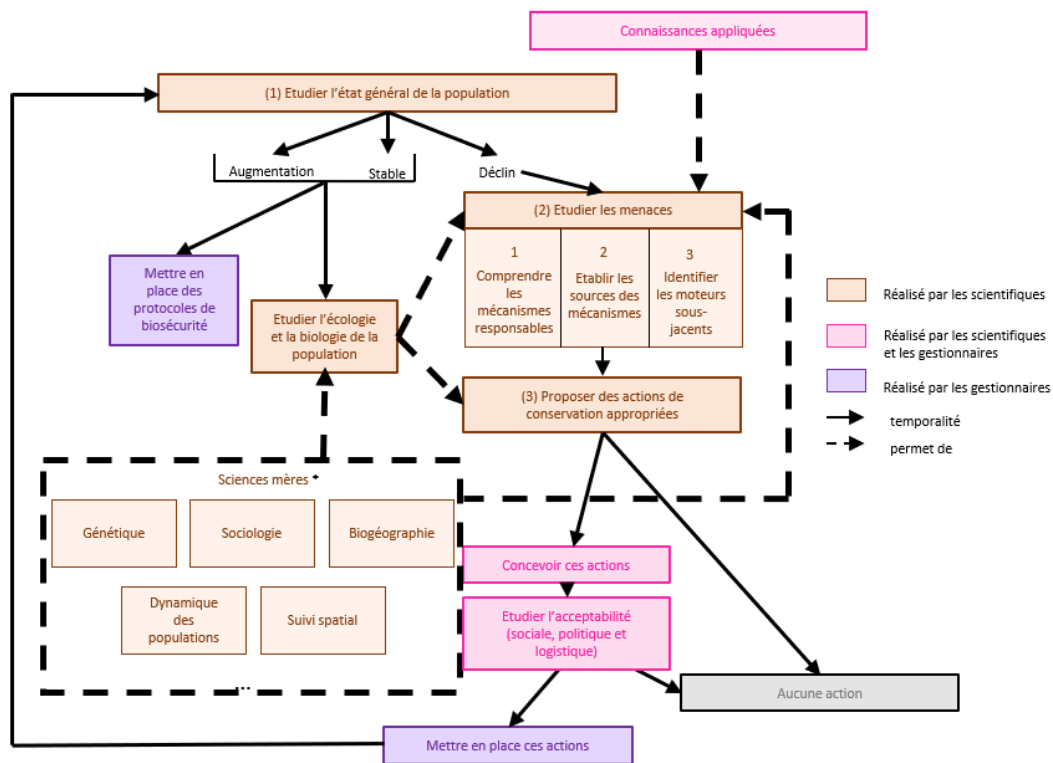 Connaissances appliquées
(1) Etudier l’état général de la population
Augmentation
Stable
Déclin
(2) Etudier les menaces
1
Comprendre
les
mécanismes
responsables
2
Etablir les
sources des
mécanismes
3
Identifier
les moteurs
sous-
jacents
Mettre en
place des
protocoles de
biosécurité
Etudier l’écologie
et la biologie de la
population
(3) Proposer des actions de
conservation appropriées
Réalisé par les scientifiques
Réalisé par les scientifiques
et les gestionnaires
Réalisé par les gestionnaires
temporalité
permet de
Sciences mères *
Génétique
Sociologie
Biogéographie
Dynamique
des
populations
Suivi spatial
...
Concevoir ces actions
Etudier l’acceptabilité
(sociale, politique et
logistique)
Aucune action
Mettre en place ces actions